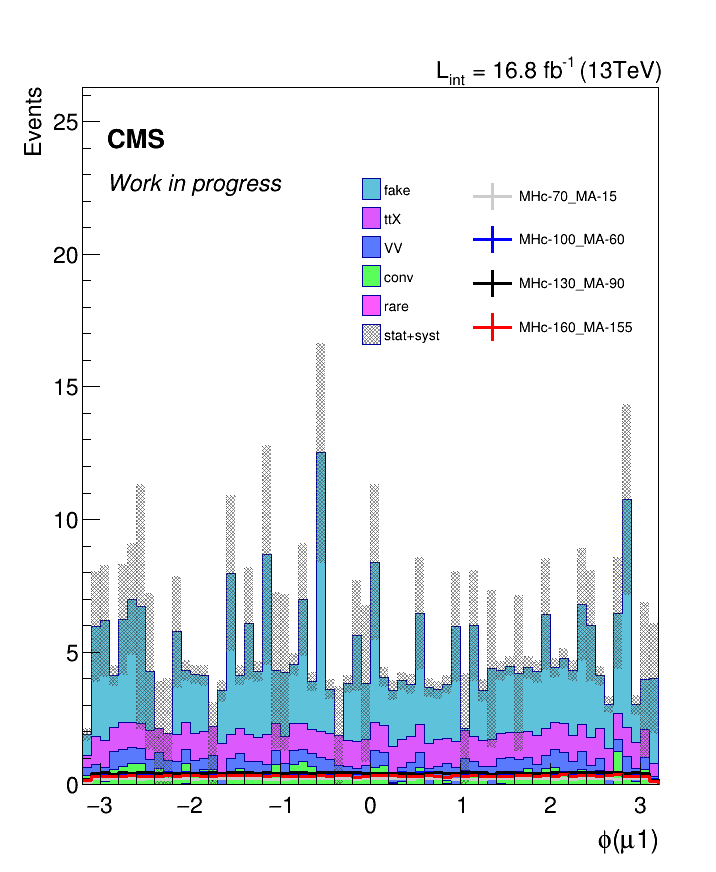 L_int = 16.8 fb^-1 (13TeV)
Events
25
CMS
Work in progress
fake
ttX
VV
conv
rare
stat+syst
MHc-70_MA-15
MHc-100_MA-60
MHc-130_MA-90
MHc-160_MA-155
20
15
10
5
0
−3 −2 −1 0 1 2 3
ϕ(μ1)